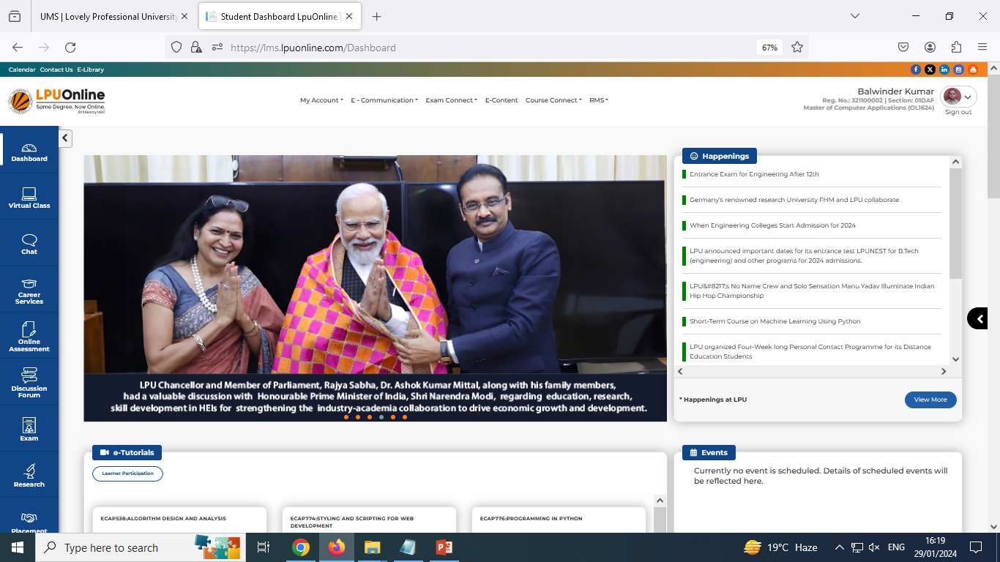 UMS | Lovely Professional University
Student Dashboard LpuOnline |
https://lms.lpuonline.com/Dashboard
67%
Calendar Contact Us E-Library
LPUOnline
Same Degree, Now Online.
Entitled by UGC
My Account
E - Communication
Exam Connect
E-Content
Course Connect
RMS
Balwinder Kumar
Reg. No.: 3211000002 | Section: 01DAF
Master of Computer Applications (OL1624)
Sign out
Dashboard
Virtual Class
Chat
Career
Services
Online
Assessment
Discussion
Forum
Exam
Research
Placement
LPU Chancellor and Member of Parliament, Rajya Sabha, Dr. Ashok Kumar Mittal, along with his family members,
had a valuable discussion with Honourable Prime Minister of India, Shri Narendra Modi, regarding education, research,
skill development in HEIs for strengthening the industry-academia collaboration to drive economic growth and development.
Happenings
Entrance Exam for Engineering After 12th
Germany's renowned research University FHM and LPU collaborate
When Engineering Colleges Start Admission for 2024
LPU announced important dates for its entrance test LPUNEST for B.Tech
(engineering) and other programs for 2024 admissions.
LPU&#8217;s No Name Crew and Solo Sensation Manu Yadav Illuminate Indian
Hip Hop Championship
Short-Term Course on Machine Learning Using Python
LPU organized Four-Week long Personal Contact Programme for its Distance
Education Students
* Happenings at LPU
View More
e-Tutorials
Learner Participation
ECAP538:ALGORITHM DESIGN AND ANALYSIS
ECAP774:STYLING AND SCRIPTING FOR WEB
DEVELOPMENT
ECAP776:PROGRAMMING IN PYTHON
Events
Currently no event is scheduled. Details of scheduled events will
be reflected here.
Type here to search
19°C Haze
ENG
16:19
29/01/2024